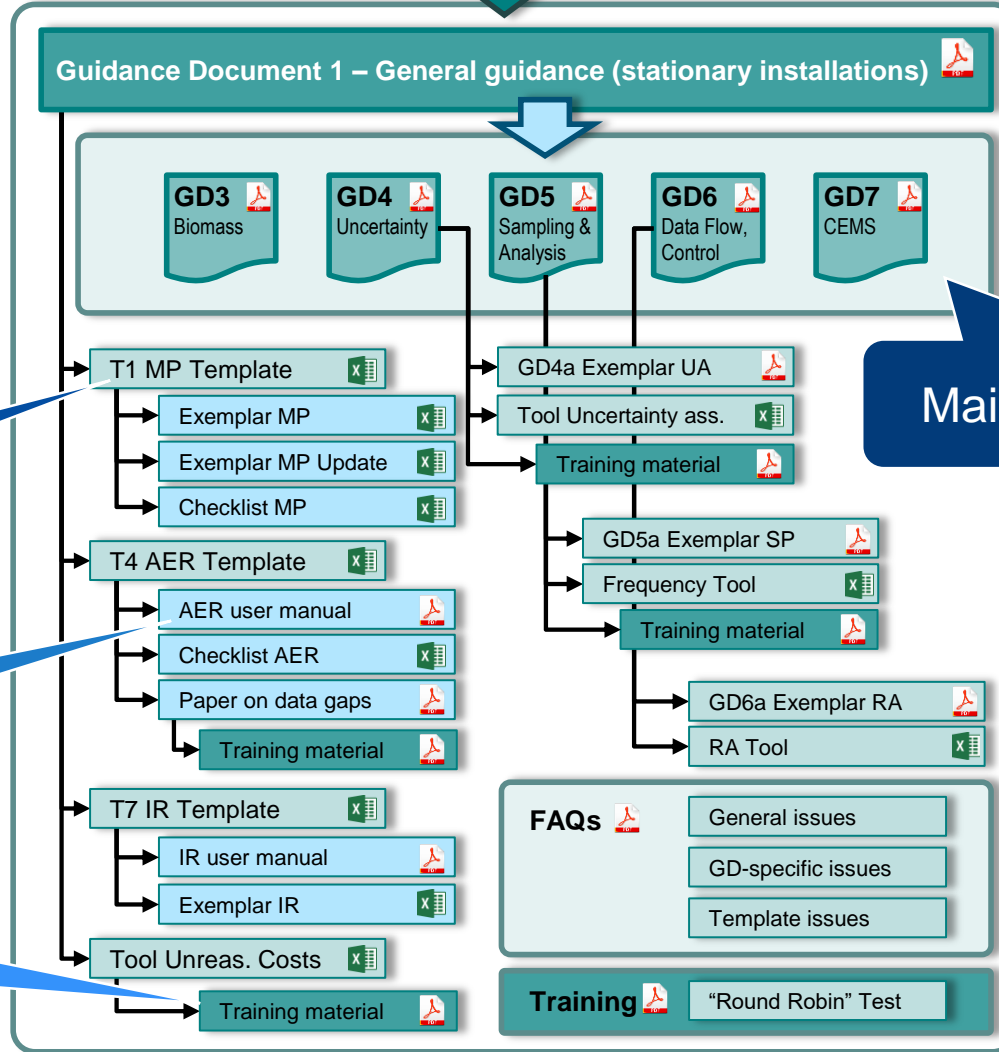 Guidance Document 1 – General guidance (stationary installations)
GD3
Biomass
GD4
Uncertainty
GD5
Sampling &
Analysis
GD6
Data Flow,
Control
GD7
CEMS
T1 MP Template
Exemplar MP
Exemplar MP Update
Checklist MP
T4 AER Template
AER user manual
Checklist AER
Paper on data gaps
Training material
T7 IR Template
IR user manual
Exemplar IR
Tool Unreas. Costs
Training material
GD4a Exemplar UA
Tool Uncertainty ass.
Training material
GD5a Exemplar SP
Frequency Tool
Training material
GD6a Exemplar RA
RA Tool
Mai
FAQs
General issues
GD-specific issues
Template issues
Training
“Round Robin” Test